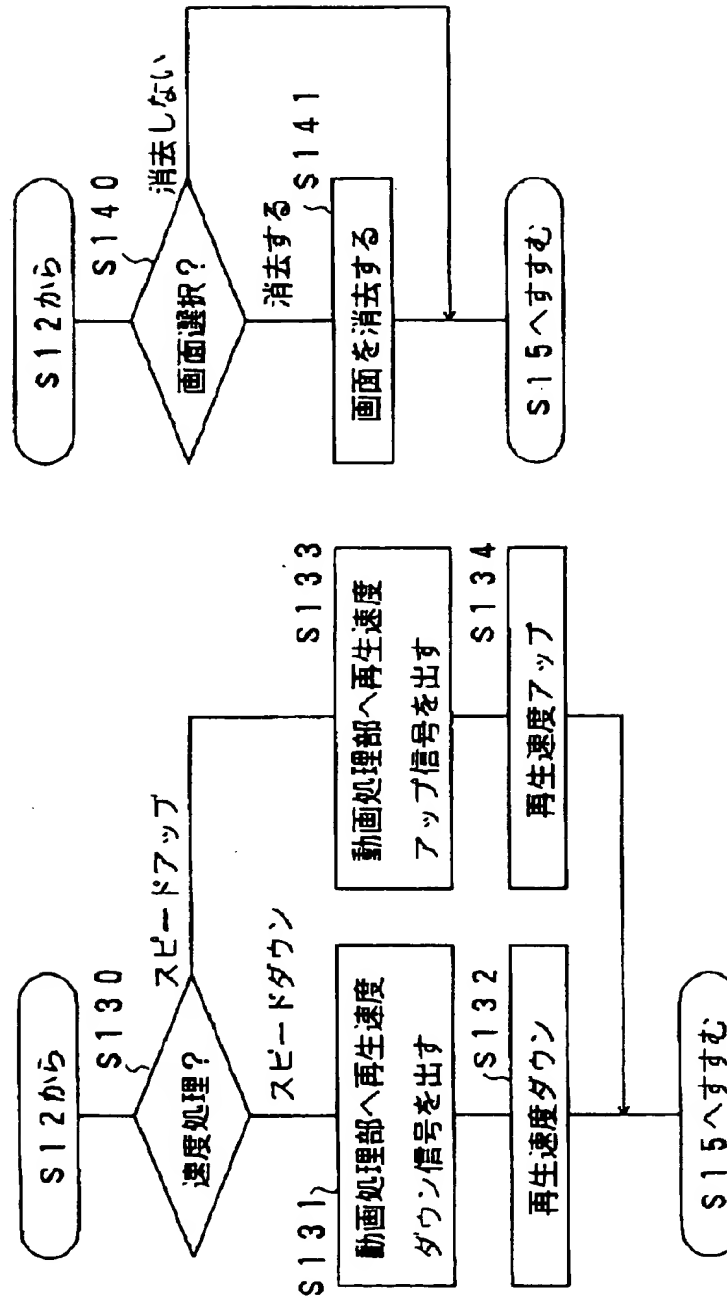 S12から
S130
速度処理?
スピードアップ
スピードダウン
S131
動画処理部へ再生速度
ダウン信号を出す
S132
再生速度ダウン
S133
動画処理部へ再生速度
アップ信号を出す
S134
再生速度アップ
S15へすすむ
S12から
S140
画面選択?
消去しない
消去する
S141
画面を消去する
S15へすすむ